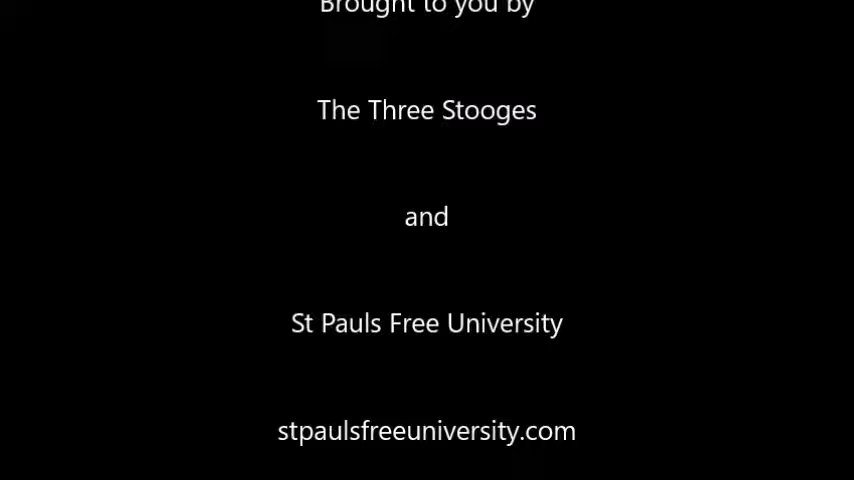 Brought to you by
The Three Stooges
and
St Pauls Free University
stpaulsfreeuniversity.com